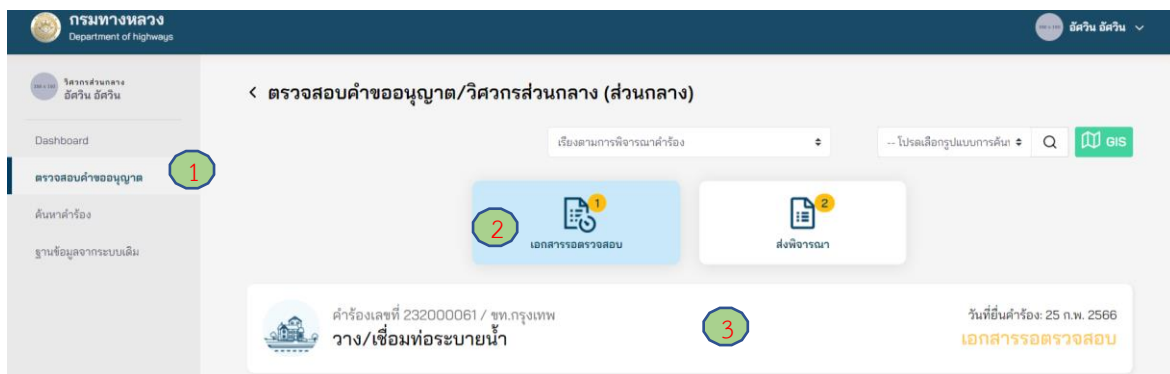 กรมทางหลวง
Department of highways
อัศวิน อัศวิน
วิศวกรส่วนกลาง
อัศวิน อัศวิน
< ตรวจสอบคำขออนุญาต/วิศวกรส่วนกลาง (ส่วนกลาง)
Dashboard
ตรวจสอบคำขออนุญาต
1
ค้นหาคำร้อง
ฐานข้อมูลจากระบบเดิม
เรียงตามการพิจารณาคำร้อง
-- โปรดเลือกรูปแบบการค้น
GIS
2
1
เอกสารรอตรวจสอบ
2
ส่งพิจารณา
คำร้องเลขที่ 232000061 / ขท.กรุงเทพ
วาง/เชื่อมท่อระบายน้ำ
3
วันที่ยื่นคำร้อง: 25 ก.พ. 2566
เอกสารรอตรวจสอบ